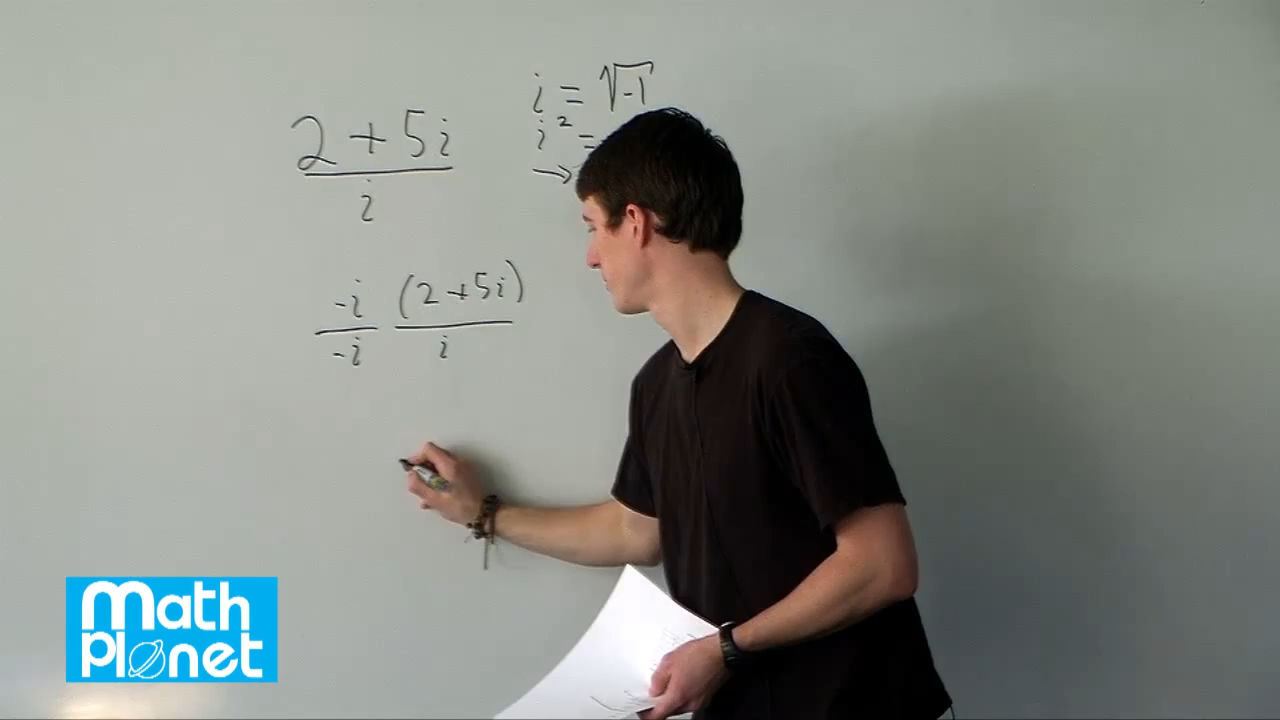 2 + 5i
i
i = √-1
i² =
→
-i (2+5i)
-i i
Math
Planet